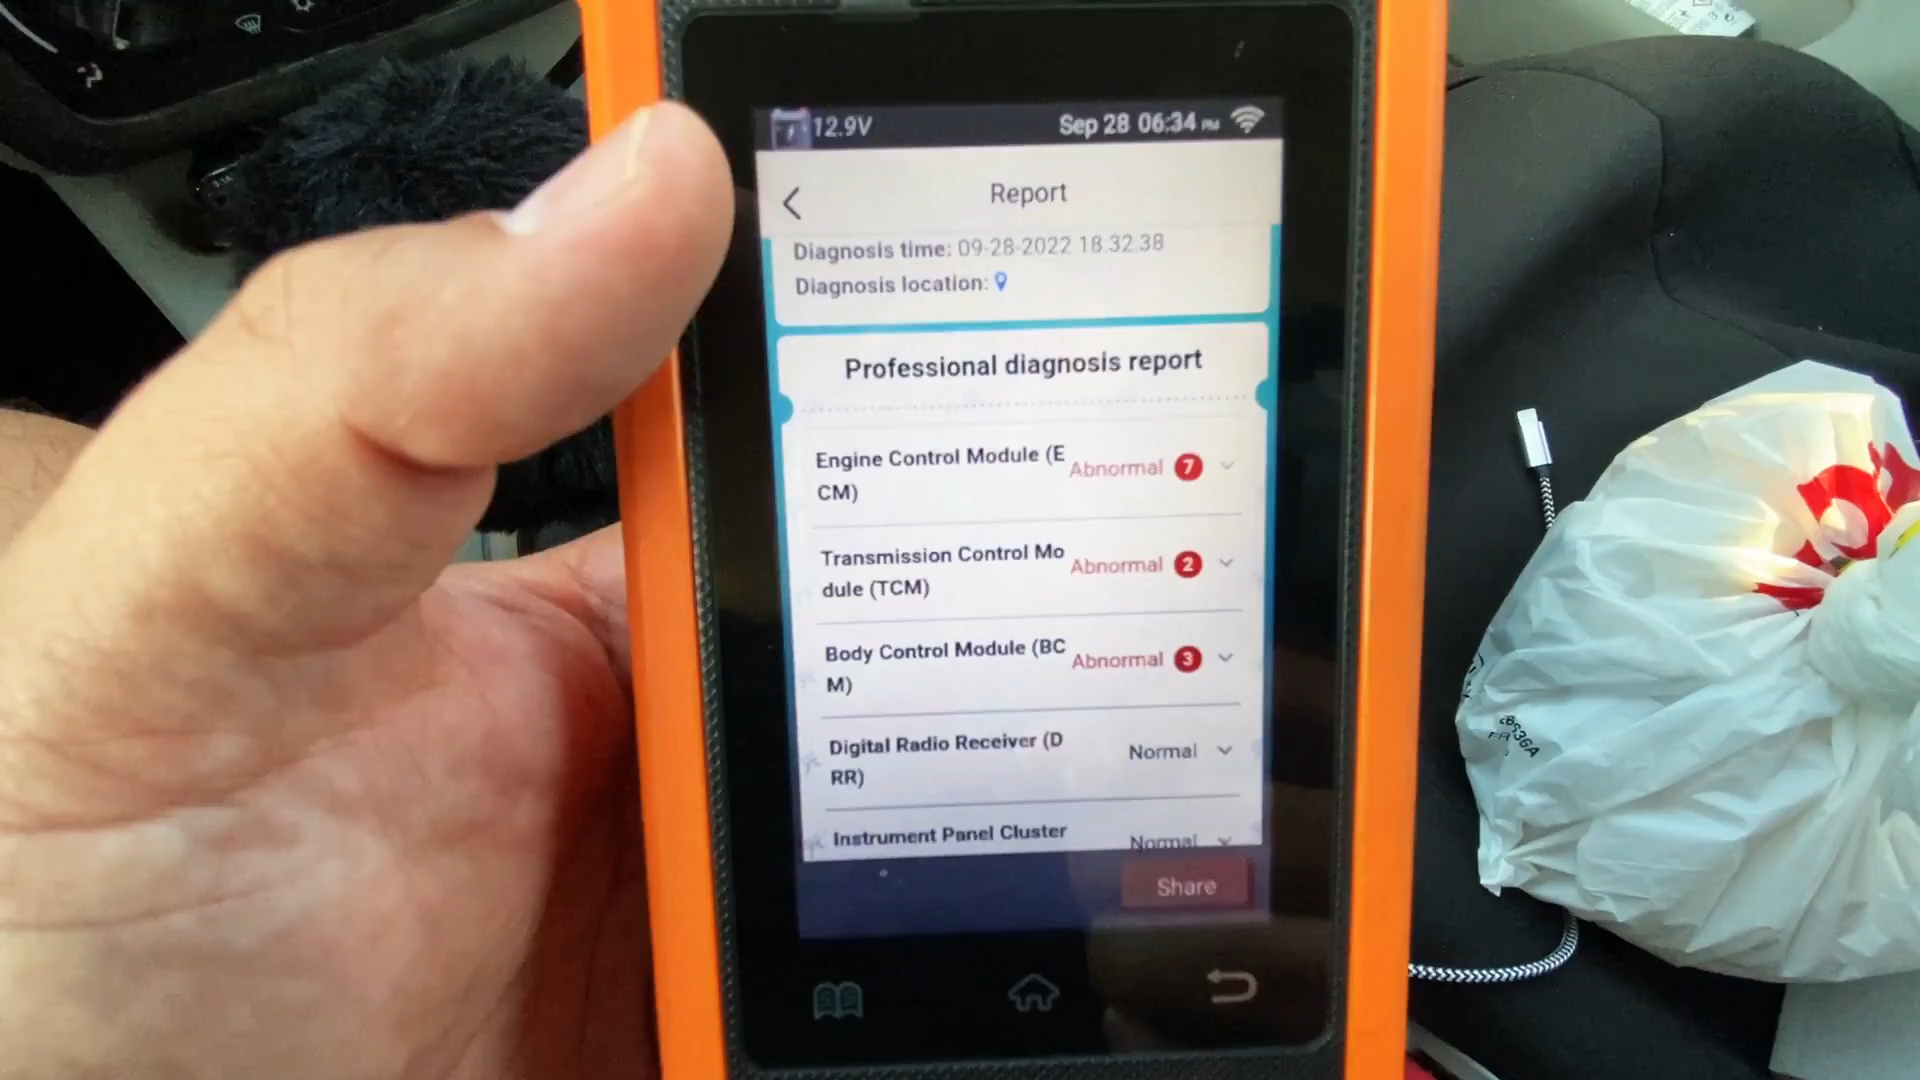 12.9V Sep 28 06:34 PM
Report
Diagnosis time: 09-28-2022 18:32:38
Diagnosis location:
Professional diagnosis report
Engine Control Module (E
CM)
Abnormal 7
Transmission Control Mo
dule (TCM)
Abnormal 2
Body Control Module (BC
M)
Abnormal 3
Digital Radio Receiver (D
RR)
Normal
Instrument Panel Cluster
Normal
Share